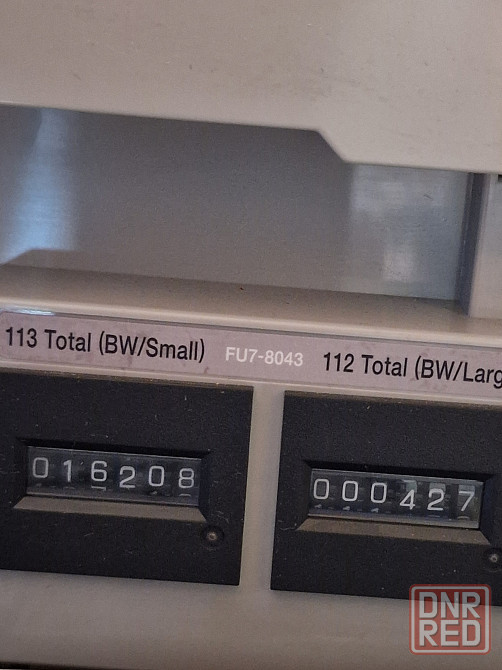 113 Total (BW/Small) FU7-8043 112 Total (BW/Larg
016208 000427
DNR
RED